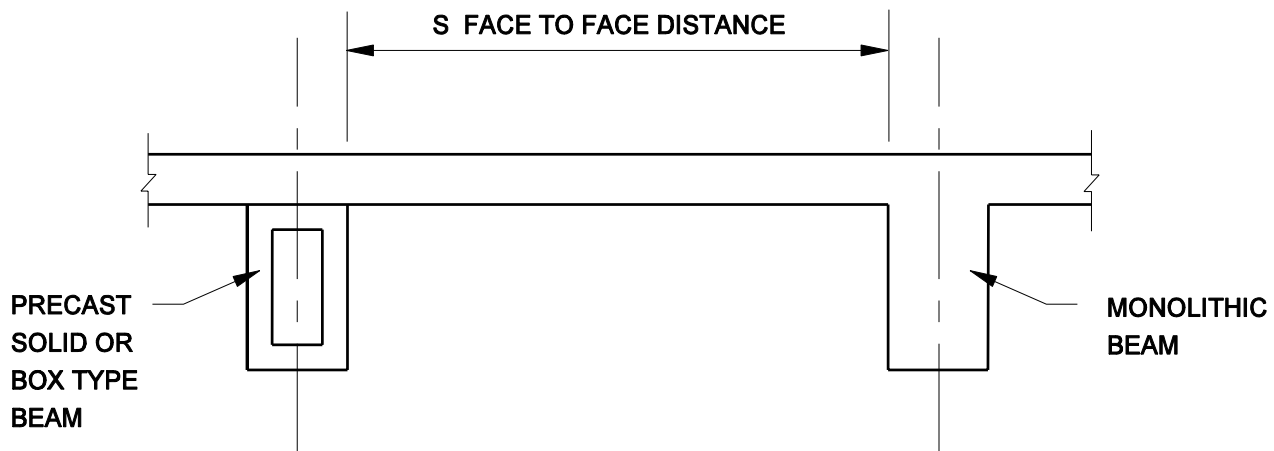 S FACE TO FACE DISTANCE
PRECAST
SOLID OR
BOX TYPE
BEAM
MONOLITHIC
BEAM